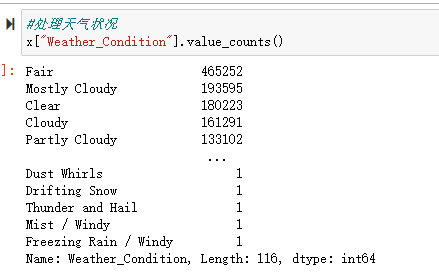 #处理天气状况
x["Weather_Condition"].value_counts()
]: Fair 465252
Mostly Cloudy 193595
Clear 180223
Cloudy 161291
Partly Cloudy 133102
...
Dust Whirls 1
Drifting Snow 1
Thunder and Hail 1
Mist / Windy 1
Freezing Rain / Windy 1
Name: Weather_Condition, Length: 116, dtype: int64